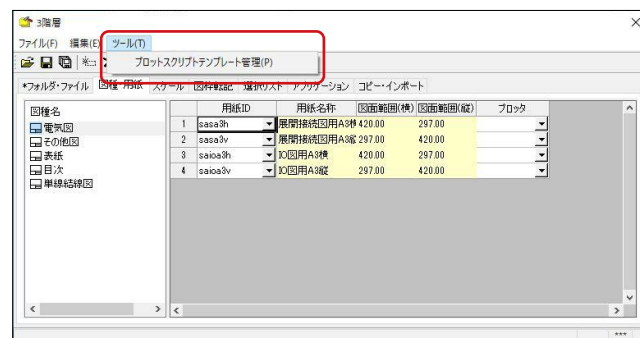 3階層
ファイル(F) 編集(E) ツール(T)
プロットスクリプトテンプレート管理(P)
*フォルダ・ファイル 図種・用紙 スケール 図枠転記 選択リスト アプリケーション コピー・インポート
図種名
電気図
その他図
表紙
目次
単線結線図
用紙ID 用紙名称 図面範囲(横) 図面範囲(縦) プロッタ
1 sasa3h 展開接続図用A3横 420.00 297.00
2 sasa3v 展開接続図用A3縦 297.00 420.00
3 saioa3h IO図用A3横 420.00 297.00
4 saioa3v IO図用A3縦 297.00 420.00
***